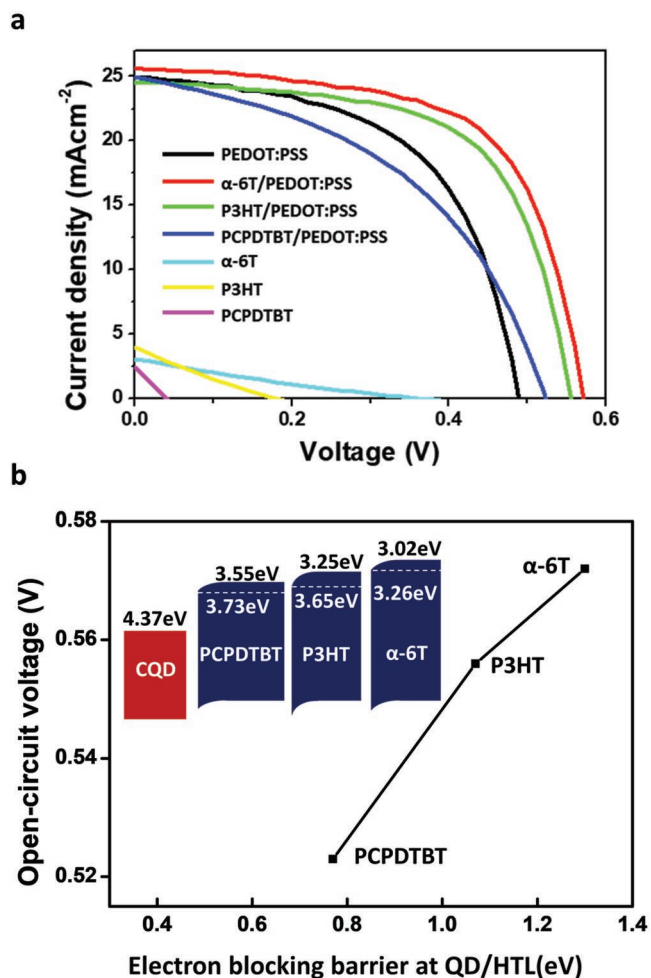 a
Current density (mAcm⁻²)
25
20
15
10
5
0
PEDOT:PSS
α-6T/PEDOT:PSS
P3HT/PEDOT:PSS
PCPDTBT/PEDOT:PSS
α-6T
P3HT
PCPDTBT
0.0 0.2 0.4 0.6
Voltage (V)
b
Open-circuit voltage (V)
0.58
0.56
0.54
0.52
4.37eV 3.55eV 3.25eV 3.02eV
3.73eV 3.65eV 3.26eV
CQD PCPDTBT P3HT α-6T
α-6T
P3HT
PCPDTBT
0.4 0.6 0.8 1.0 1.2 1.4
Electron blocking barrier at QD/HTL(eV)